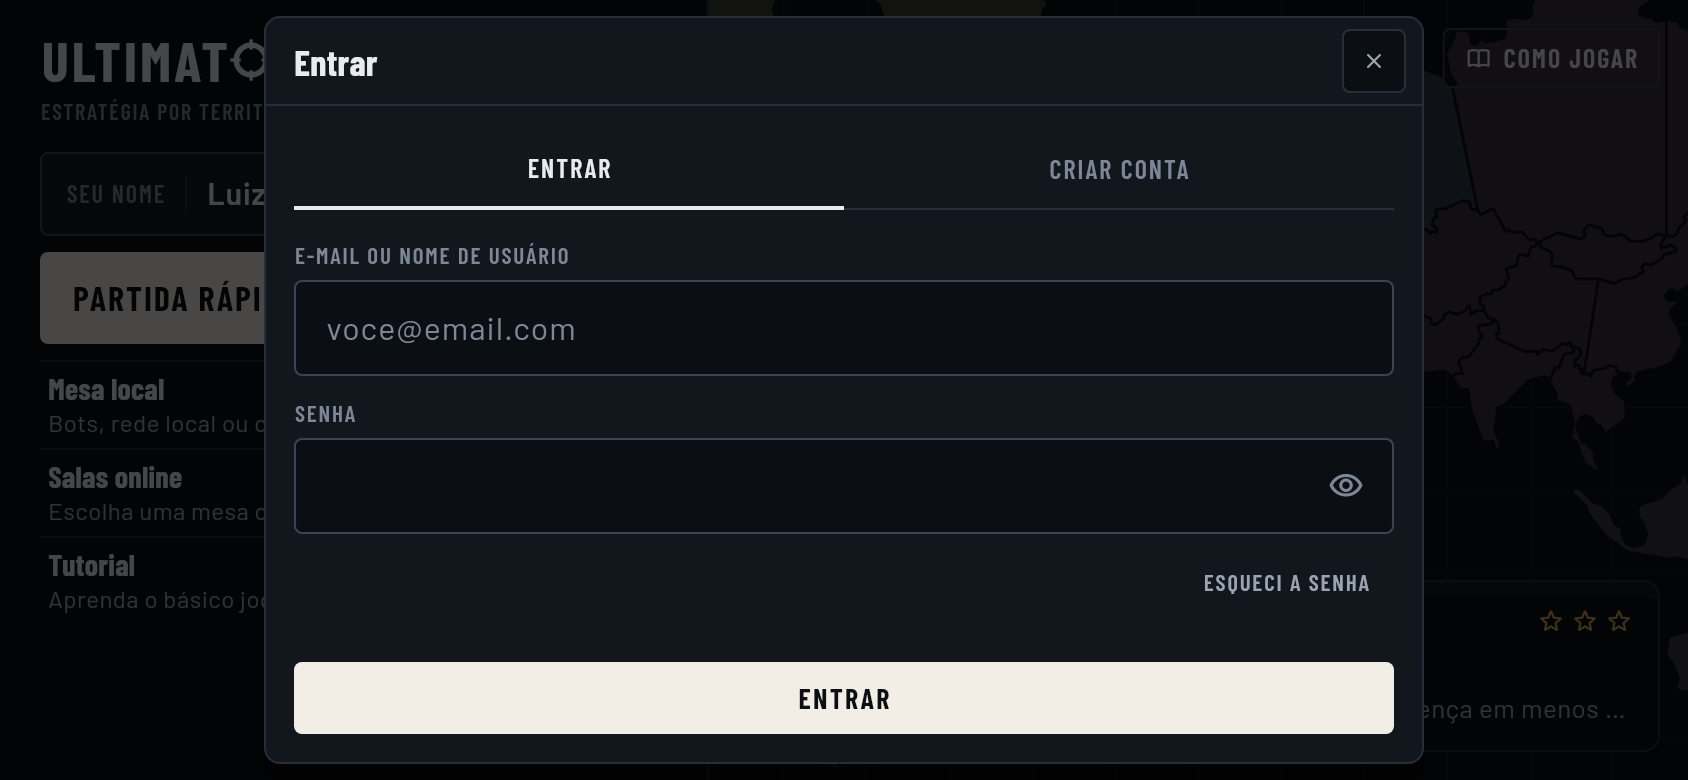 ULTIMAT
ESTRATÉGIA POR TERRIT
SEU NOME
Luiz
PARTIDA RÁPI
Mesa local
Bots, rede local ou c
Salas online
Escolha uma mesa c
Tutorial
Aprenda o básico joc
Entrar
ENTRAR
CRIAR CONTA
E-MAIL OU NOME DE USUÁRIO
voce@email.com
SENHA
ESQUECI A SENHA
ENTRAR
COMO JOGAR
ença em menos ...